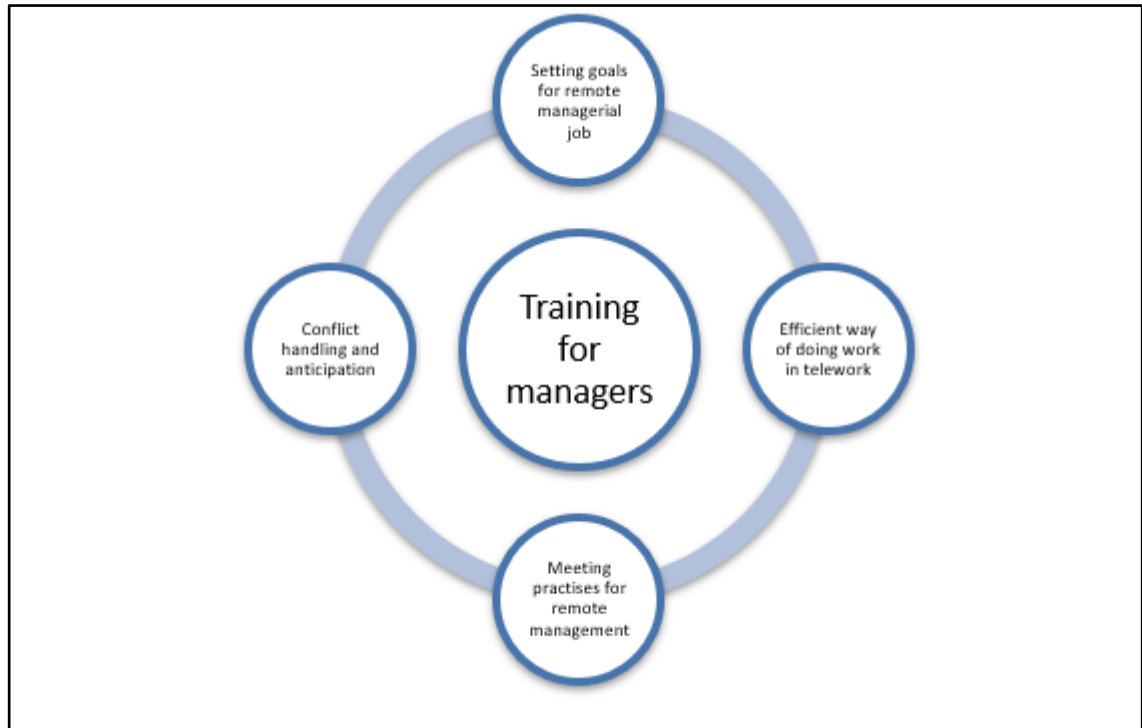 Setting goals
for remote
managerial
job
Conflict
handling and
anticipation
Training
for
managers
Efficient way
of doing work
in telework
Meeting
practises for
remote
management